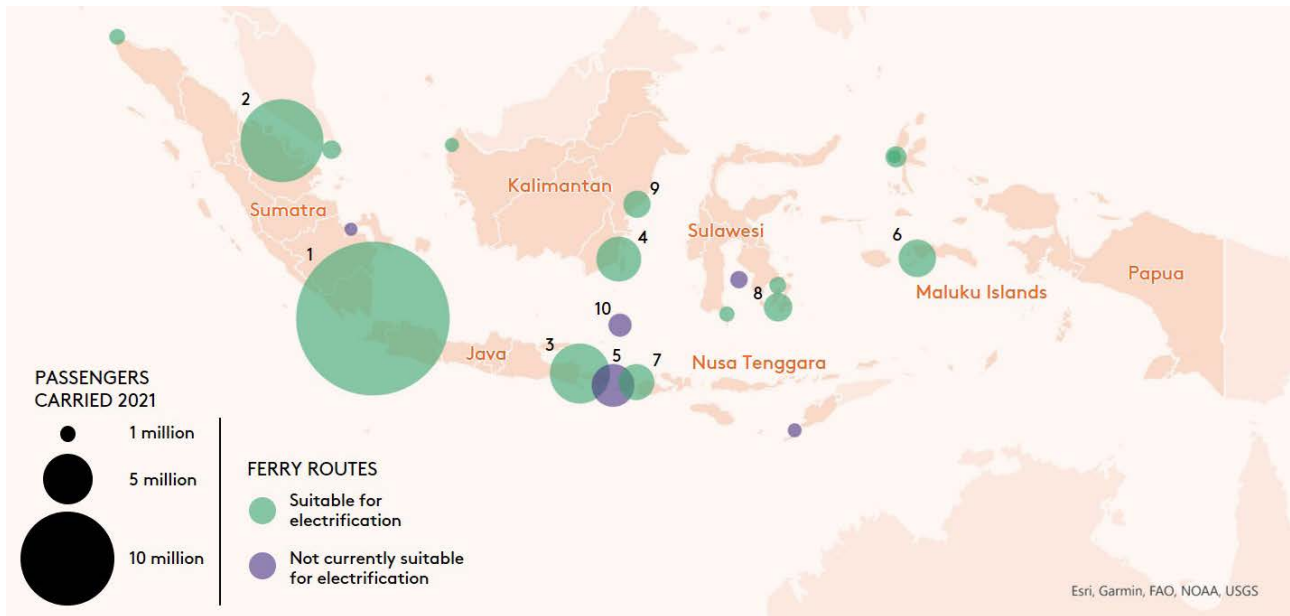 2
Kalimantan
9
Sumatra
Sulawesi
4
6
1
Papua
8
Maluku Islands
10
3
5
7
Java
Nusa Tenggara
PASSENGERS
CARRIED 2021
1 million
5 million
10 million
FERRY ROUTES
Suitable for
electrification
Not currently suitable
for electrification
Esri, Garmin, FAO, NOAA, USGS